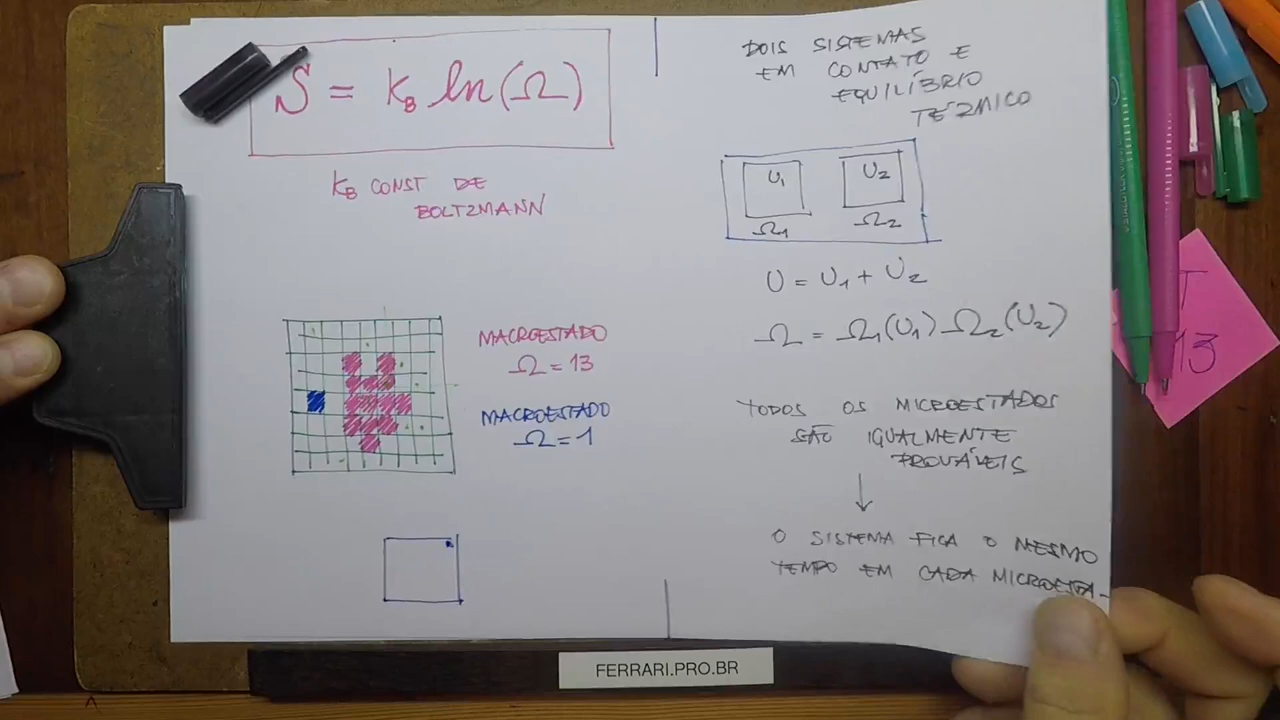 S = k_B ln(Ω)
k_B CONST DE
BOLTZMANN
MACROESTADO
Ω = 13
MACROESTADO
Ω = 1
DOIS SISTEMAS
EM CONTATO E
EQUILÍBRIO
TÉRMICO
U₁ U₂
Ω₁ Ω₂
U = U₁ + U₂
Ω = Ω₁(U₁) Ω₂(U₂)
TODOS OS MICROESTADOS
SÃO IGUALMENTE
PROVÁVEIS
↓
O SISTEMA FICA O MESMO
TEMPO EM CADA MICROESTA-
T
13
FERRARI.PRO.BR